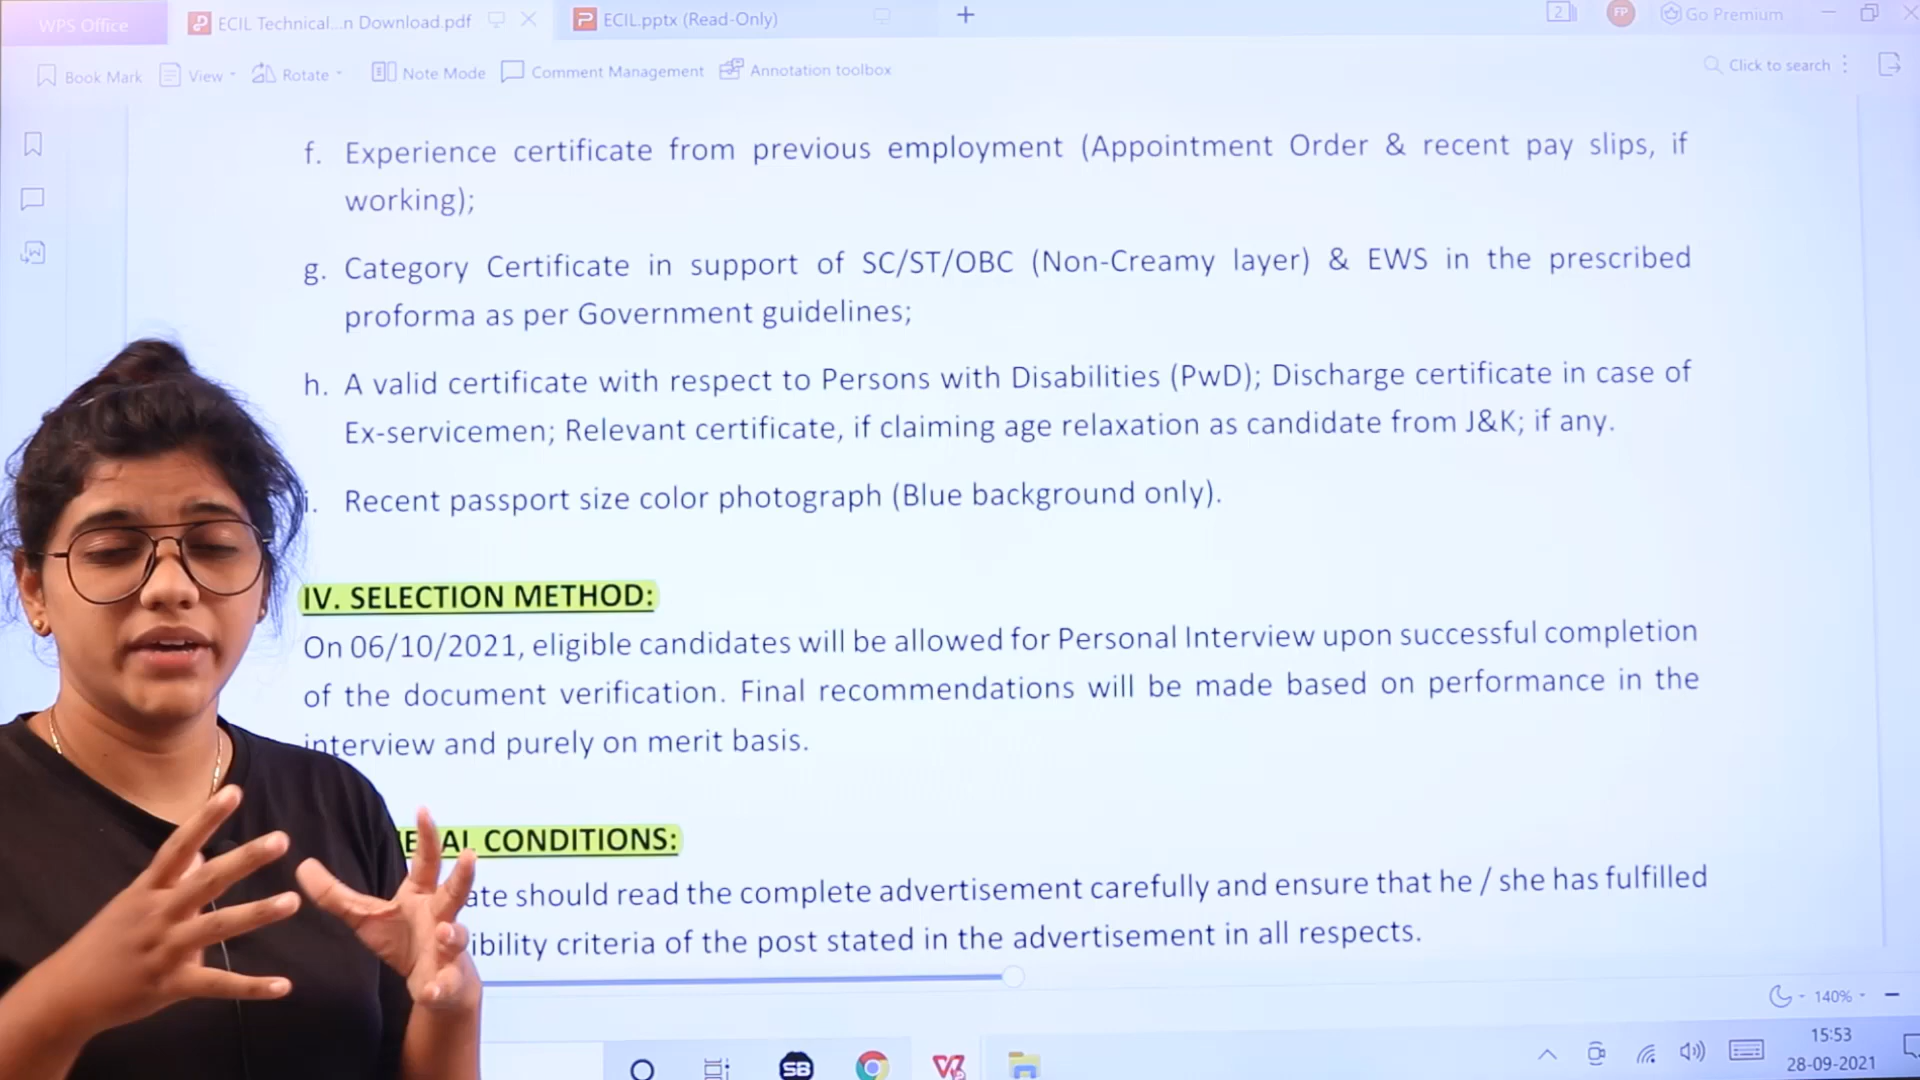 WPS Office
ECIL Technical...n Download.pdf
ECIL.pptx (Read-Only)
2
FP
Go Premium
Book Mark
View
Rotate
Note Mode
Comment Management
Annotation toolbox
Click to search
f. Experience certificate from previous employment (Appointment Order & recent pay slips, if
working);
g. Category Certificate in support of SC/ST/OBC (Non-Creamy layer) & EWS in the prescribed
proforma as per Government guidelines;
h. A valid certificate with respect to Persons with Disabilities (PwD); Discharge certificate in case of
Ex-servicemen; Relevant certificate, if claiming age relaxation as candidate from J&K; if any.
i. Recent passport size color photograph (Blue background only).
IV. SELECTION METHOD:
On 06/10/2021, eligible candidates will be allowed for Personal Interview upon successful completion
of the document verification. Final recommendations will be made based on performance in the
interview and purely on merit basis.
CONDITIONS:
ate should read the complete advertisement carefully and ensure that he / she has fulfilled
ibility criteria of the post stated in the advertisement in all respects.
140%
SB
15:53
28-09-2021